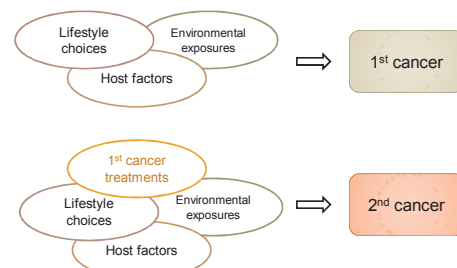 Lifestyle
choices
Environmental
exposures
Host factors
1st cancer
1st cancer
treatments
Lifestyle
choices
Environmental
exposures
Host factors
2nd cancer